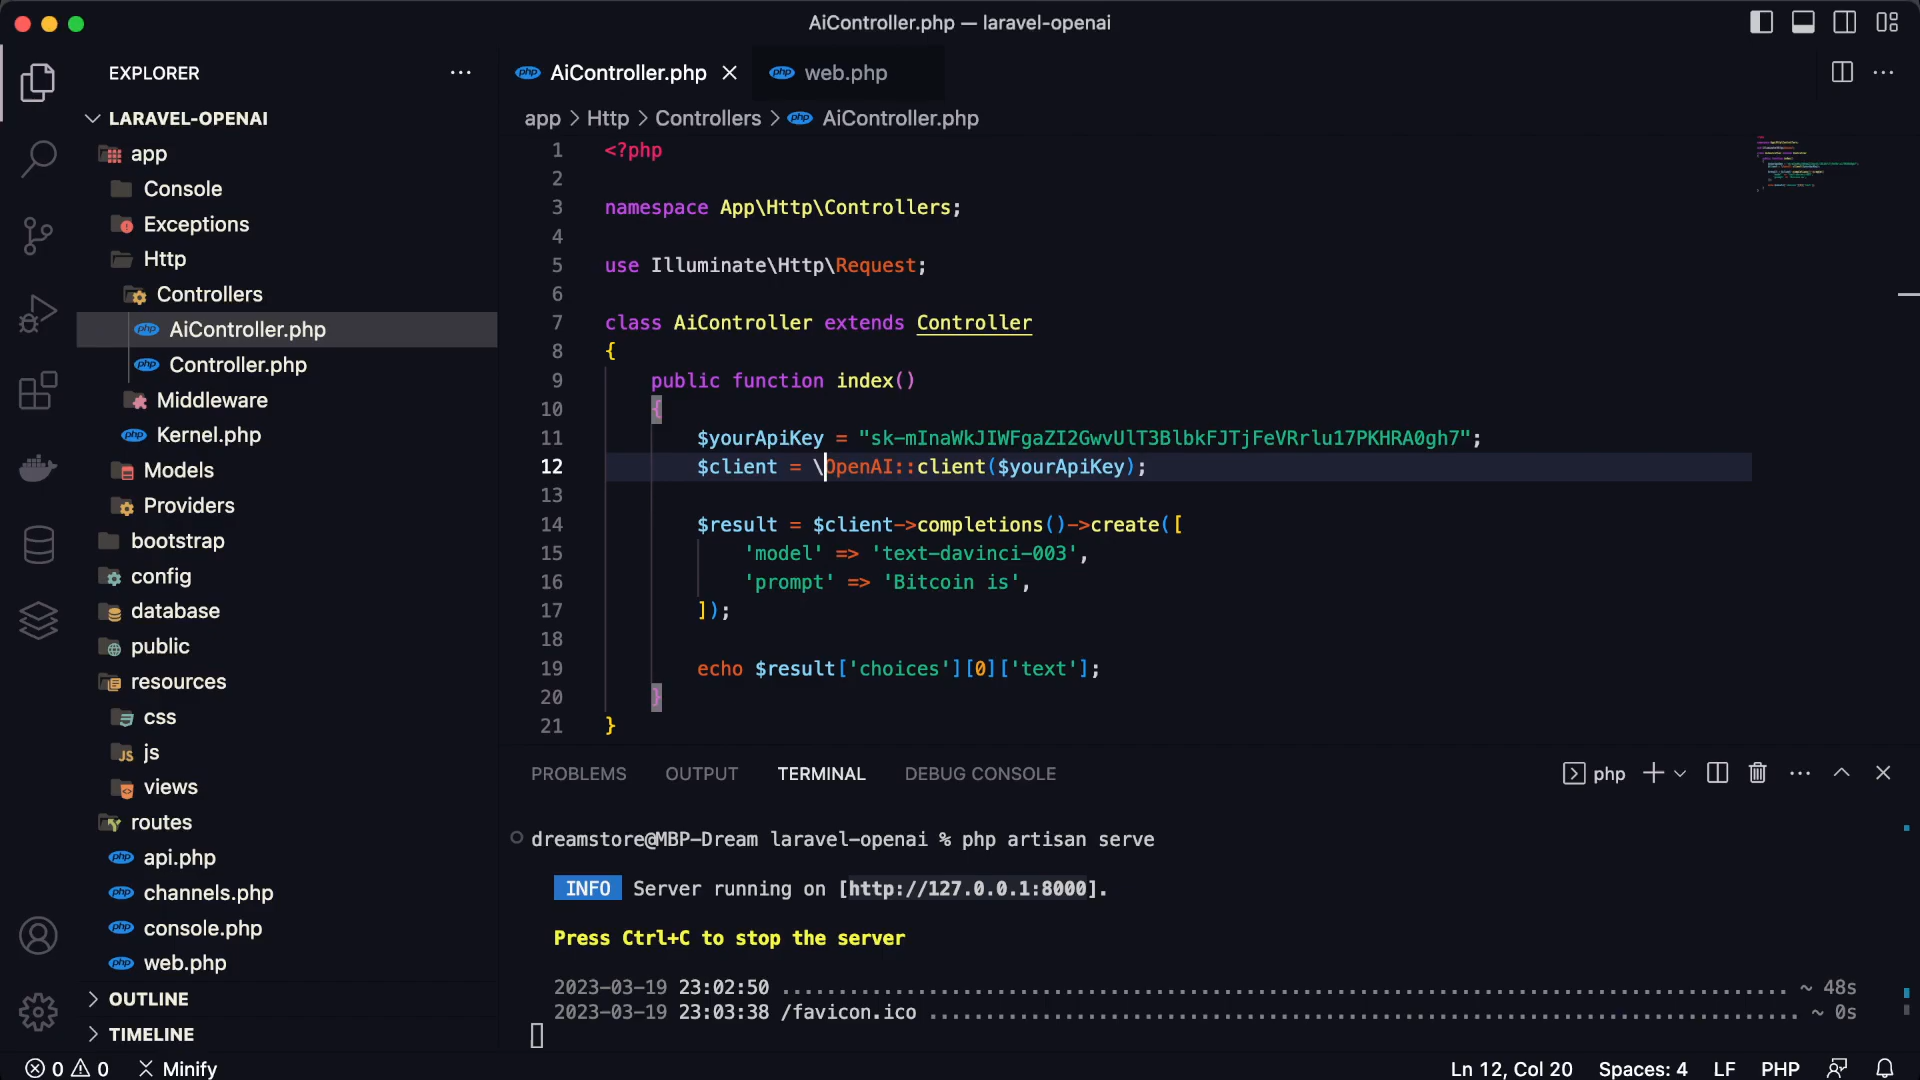 AiController.php — laravel-openai
EXPLORER
LARAVEL-OPENAI
app
Console
Exceptions
Http
Controllers
AiController.php
Controller.php
Middleware
Kernel.php
Models
Providers
bootstrap
config
database
public
resources
css
js
views
routes
api.php
channels.php
console.php
web.php
OUTLINE
TIMELINE
php AiController.php
php web.php
app > Http > Controllers > php AiController.php
1 <?php
2
3 namespace App\Http\Controllers;
4
5 use Illuminate\Http\Request;
6
7 class AiController extends Controller
8 {
9 public function index()
10 {
11 $yourApiKey = "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";
12 $client = \OpenAI::client($yourApiKey);
13
14 $result = $client->completions()->create([
15 'model' => 'text-davinci-003',
16 'prompt' => 'Bitcoin is',
17 ]);
18
19 echo $result['choices'][0]['text'];
20 }
21 }
PROBLEMS OUTPUT TERMINAL DEBUG CONSOLE
php
dreamstore@MBP-Dream laravel-openai % php artisan serve
INFO Server running on [http://127.0.0.1:8000].
Press Ctrl+C to stop the server
2023-03-19 23:02:50 ........................................................................................ ~ 48s
2023-03-19 23:03:38 /favicon.ico ............................................................................ ~ 0s
0 0 Minify
Ln 12, Col 20 Spaces: 4 LF PHP